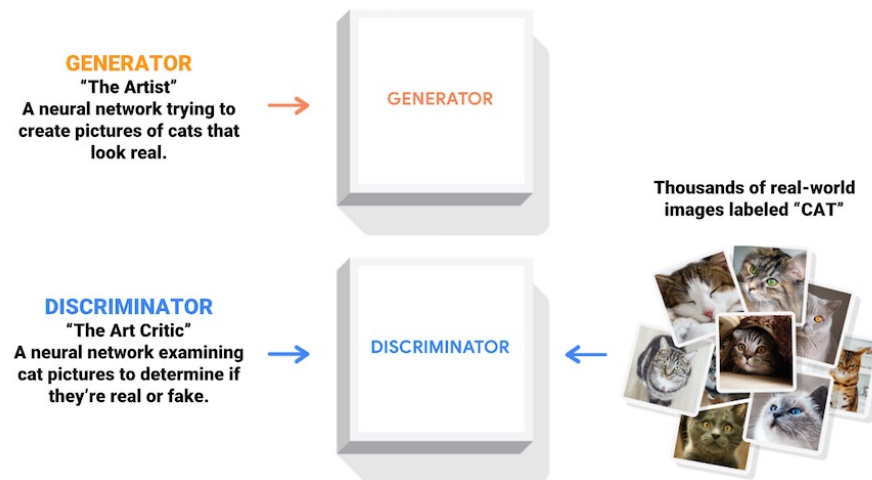 GENERATOR
“The Artist”
A neural network trying to
create pictures of cats that
look real.
GENERATOR
Thousands of real-world
images labeled “CAT”
DISCRIMINATOR
“The Art Critic”
A neural network examining
cat pictures to determine if
they’re real or fake.
DISCRIMINATOR